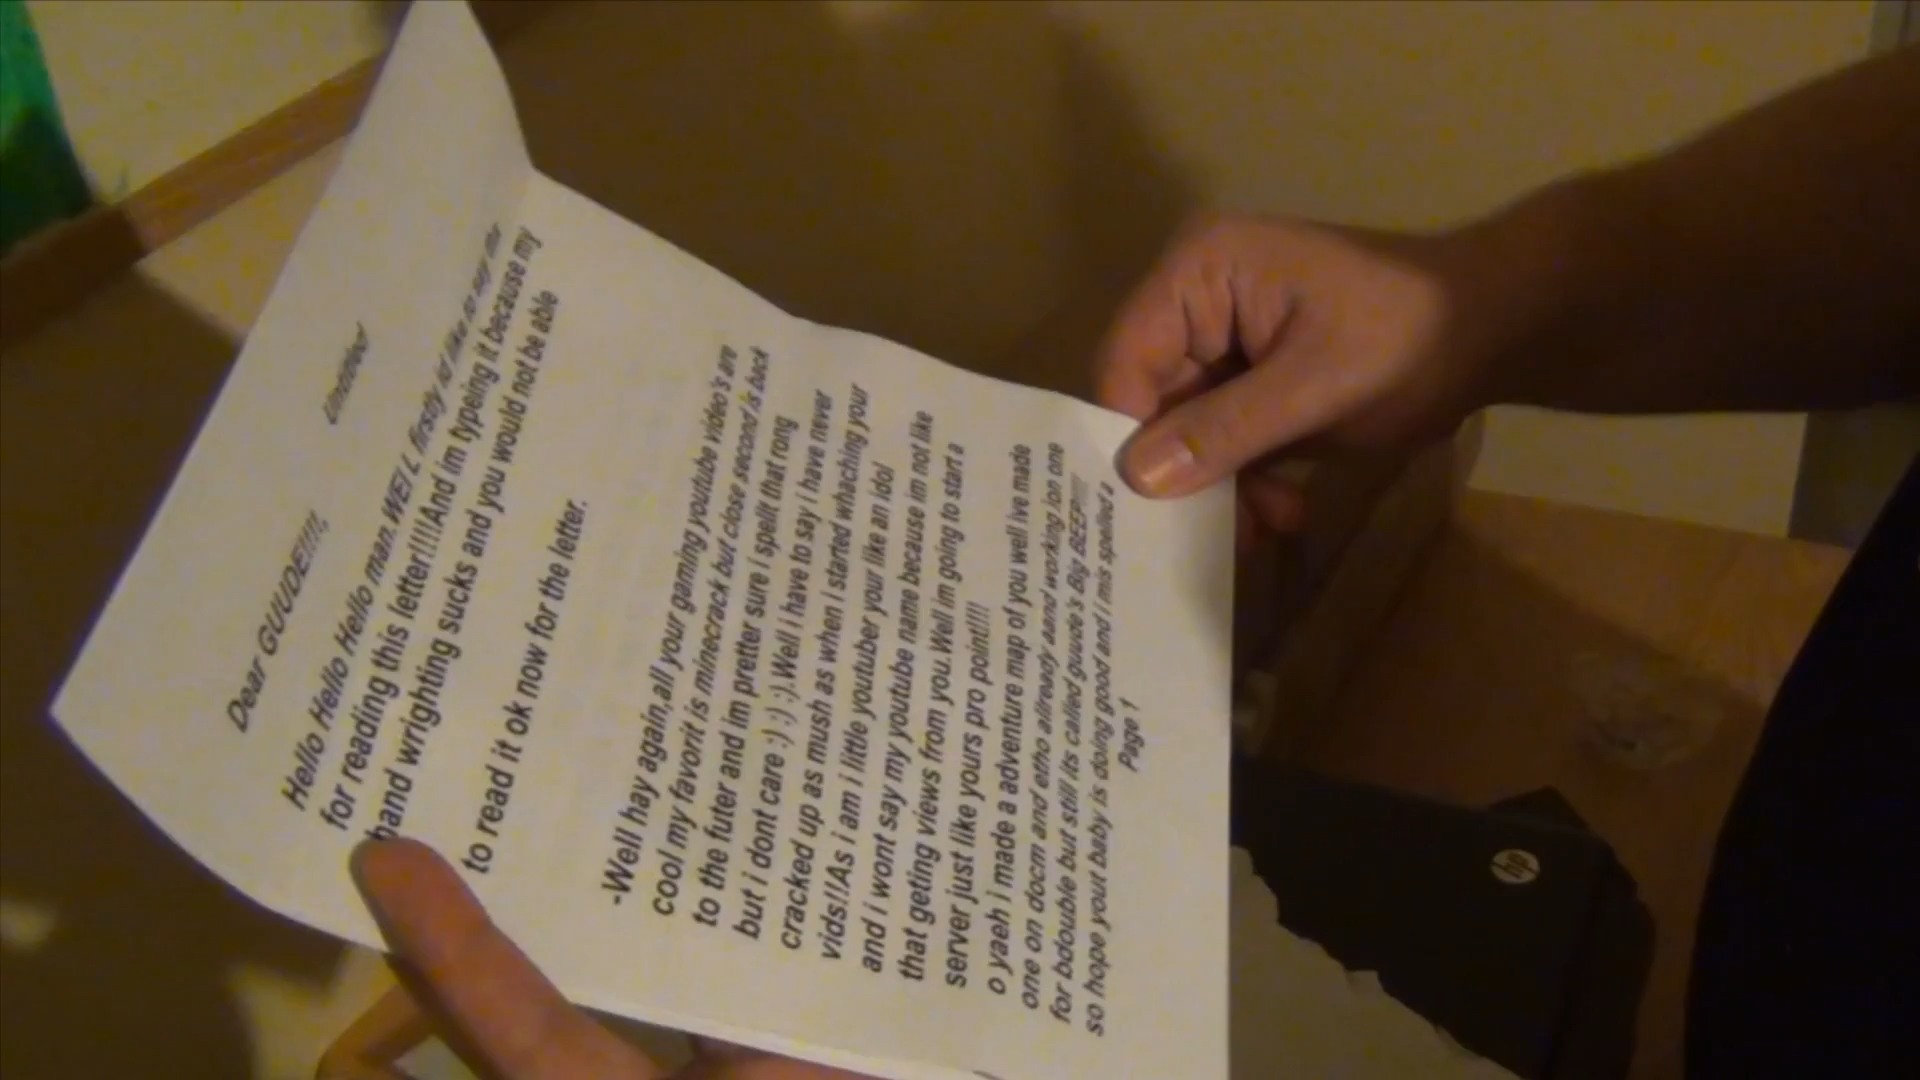 Untitled
Dear GUUDE!!!!,
Hello Hello Hello man.WELL firstly id like to say thx
for reading this letter!!!!And im typeing it because my
hand wrighting sucks and you would not be able
to read it ok now for the letter.
-Well hay again,all your gaming youtube video's are
cool my favorit is minecrack but close second is back
to the futer and im pretter sure i spellt that rong
but i dont care :) :) :).Well i have to say i have never
cracked up as mush as when i started whaching your
vids!!As i am i little youtuber your like an idol
and i wont say my youtube name because im not like
that geting views from you.Well im going to start a
server just like yours pro point!!!!
o yaeh i made a adventure map of you well ive made
one on docm and etho allready aand working ion one
for bdouble but still its called guude's Big BEEP!!!!!
so hope yout baby is doing good and i mis spelled a
Page 1
hp